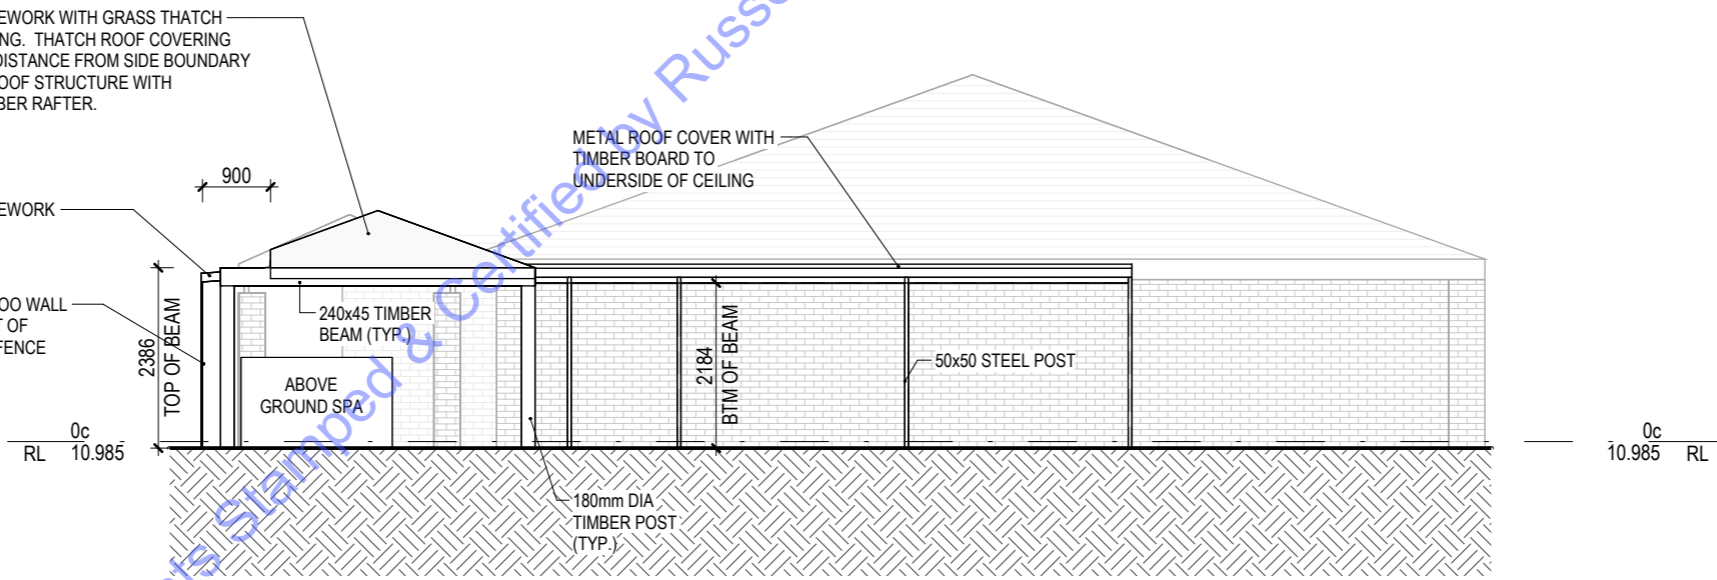 EWORK WITH GRASS THATCH
NG. THATCH ROOF COVERING
DISTANCE FROM SIDE BOUNDARY
OOF STRUCTURE WITH
BER RAFTER.
METAL ROOF COVER WITH
TIMBER BOARD TO
UNDERSIDE OF CEILING
900
EWORK
OO WALL
T OF
FENCE
2386
TOP OF BEAM
240x45 TIMBER
BEAM (TYP.)
ABOVE
GROUND SPA
2184
BTM OF BEAM
50x50 STEEL POST
0c
RL 10.985
0c
10.985 RL
180mm DIA
TIMBER POST
(TYP.)
ts Stamped & Certified by Russe